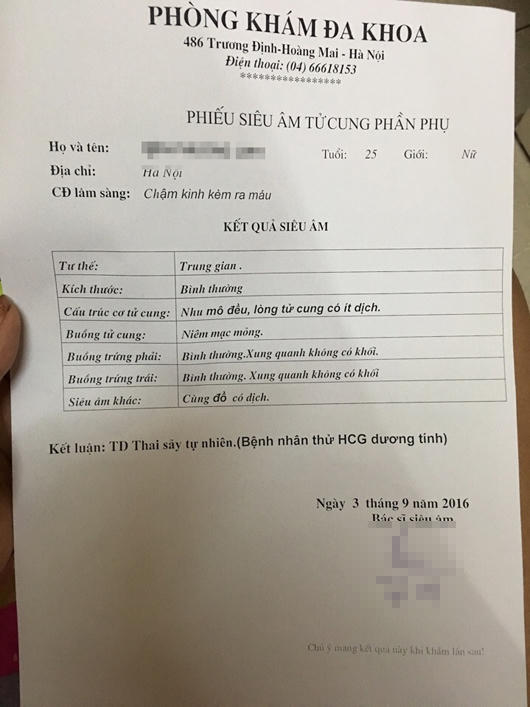 PHÒNG KHÁM ĐA KHOA
486 Trương Định-Hoàng Mai - Hà Nội
Điện thoại: (04) 66618153
*****************
PHIẾU SIÊU ÂM TỬ CUNG PHẦN PHỤ
Họ và tên: Tuổi: 25 Giới: Nữ
Địa chỉ: Hà Nội
CĐ lâm sàng: Chậm kinh kèm ra máu
KẾT QUẢ SIÊU ÂM
Tư thế: Trung gian .
Kích thước: Bình thường
Cấu trúc cơ tử cung: Nhu mô đều, lòng tử cung có ít dịch.
Buồng tử cung: Niêm mạc mỏng.
Buồng trứng phải: Bình thường.Xung quanh không có khối.
Buồng trứng trái: Bình thường. Xung quanh không có khối
Siêu âm khác: Cùng đồ có dịch.
Kết luận: TD Thai sảy tự nhiên.(Bệnh nhân thử HCG dương tính)
Ngày 3 tháng 9 năm 2016
Bác sĩ siêu âm
Chú ý mang kết quả này khi khám lần sau!